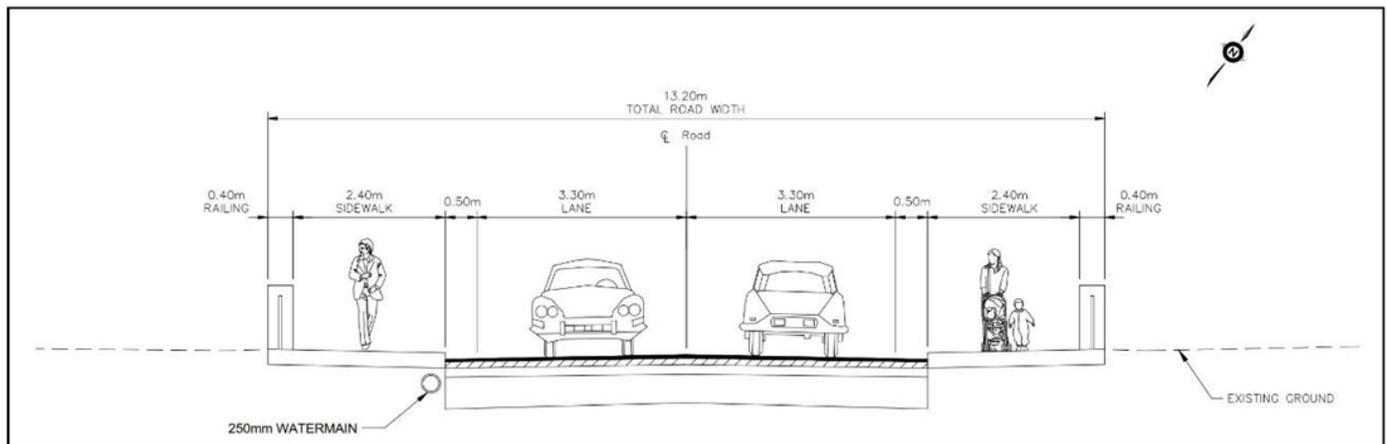 N
13.20m
TOTAL ROAD WIDTH
℄ Road
0.40m
RAILING
2.40m
SIDEWALK
0.50m
3.30m
LANE
3.30m
LANE
0.50m
2.40m
SIDEWALK
0.40m
RAILING
EXISTING GROUND
250mm WATERMAIN